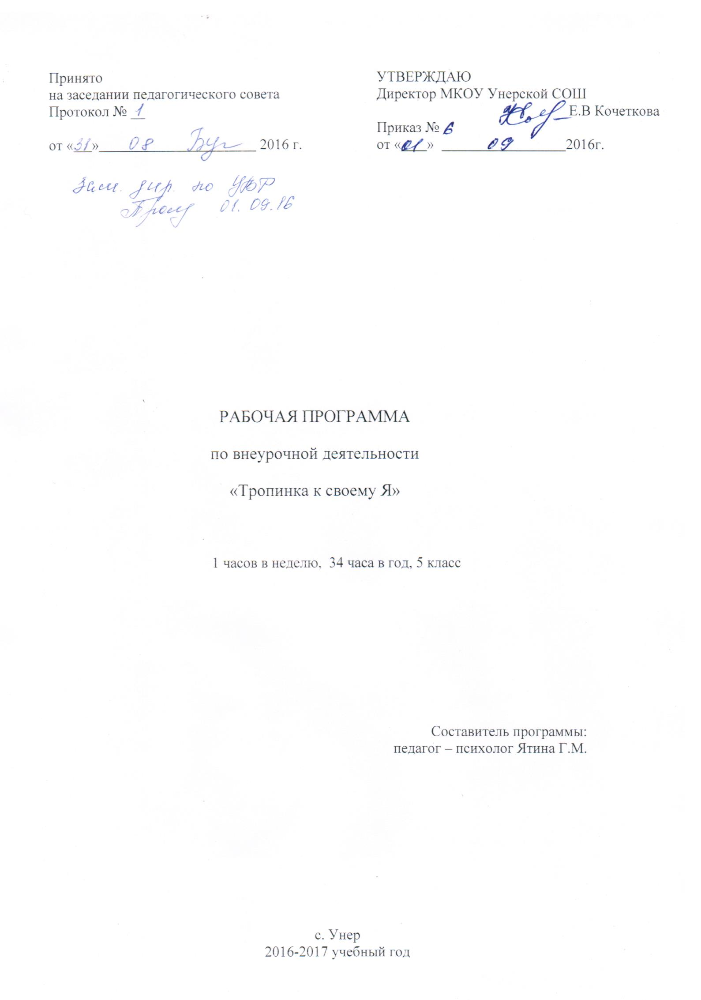 Принято
на заседании педагогического совета
Протокол № 1
от «31» 08 2016 г.
Зам. дир. по УВР
01.09.16
УТВЕРЖДАЮ
Директор МКОУ Унерской СОШ
Е.В Кочеткова
Приказ № 6
от «01» 09 2016г.
РАБОЧАЯ ПРОГРАММА
по внеурочной деятельности
«Тропинка к своему Я»
1 часов в неделю, 34 часа в год, 5 класс
Составитель программы:
педагог – психолог Ятина Г.М.
с. Унер
2016-2017 учебный год